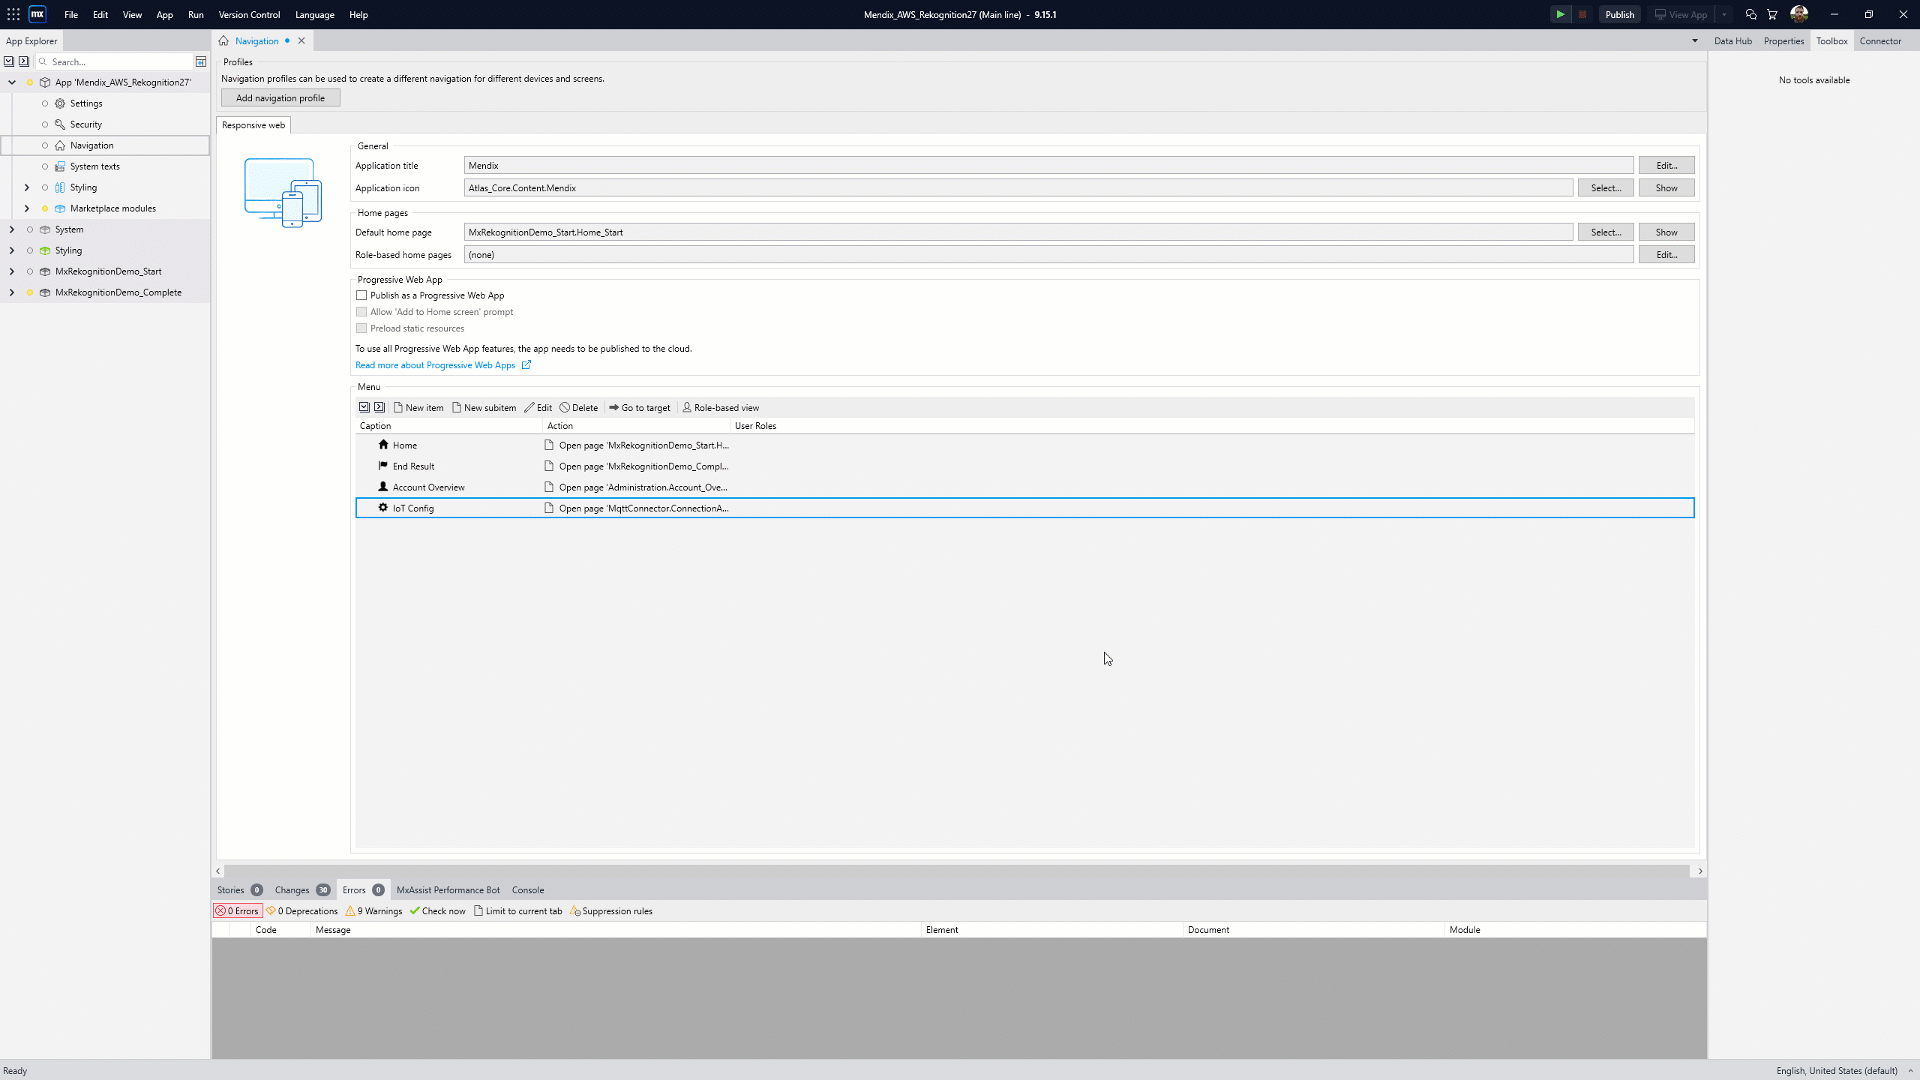 mx File Edit View App Run Version Control Language Help
Mendix_AWS_Rekognition27 (Main line) - 9.15.1
Publish View App
App Explorer
Navigation
Data Hub Properties Toolbox Connector
Search...
No tools available
App 'Mendix_AWS_Rekognition27'
Settings
Security
Navigation
System texts
Styling
Marketplace modules
System
Styling
MxRekognitionDemo_Start
MxRekognitionDemo_Complete
Profiles
Navigation profiles can be used to create a different navigation for different devices and screens.
Add navigation profile
Responsive web
General
Application title Mendix Edit...
Application icon Atlas_Core.Content.Mendix Select... Show
Home pages
Default home page MxRekognitionDemo_Start.Home_Start Select... Show
Role-based home pages (none) Edit...
Progressive Web App
Publish as a Progressive Web App
Allow 'Add to Home screen' prompt
Preload static resources
To use all Progressive Web App features, the app needs to be published to the cloud.
Read more about Progressive Web Apps
Menu
New item New subitem Edit Delete Go to target Role-based view
Caption Action User Roles
Home Open page 'MxRekognitionDemo_Start.H...
End Result Open page 'MxRekognitionDemo_Compl...
Account Overview Open page 'Administration.Account_Ove...
IoT Config Open page 'MqttConnector.ConnectionA...
Stories 0 Changes 30 Errors 0 MxAssist Performance Bot Console
0 Errors 0 Deprecations 9 Warnings Check now Limit to current tab Suppression rules
Code Message Element Document Module
Ready
English, United States (default)